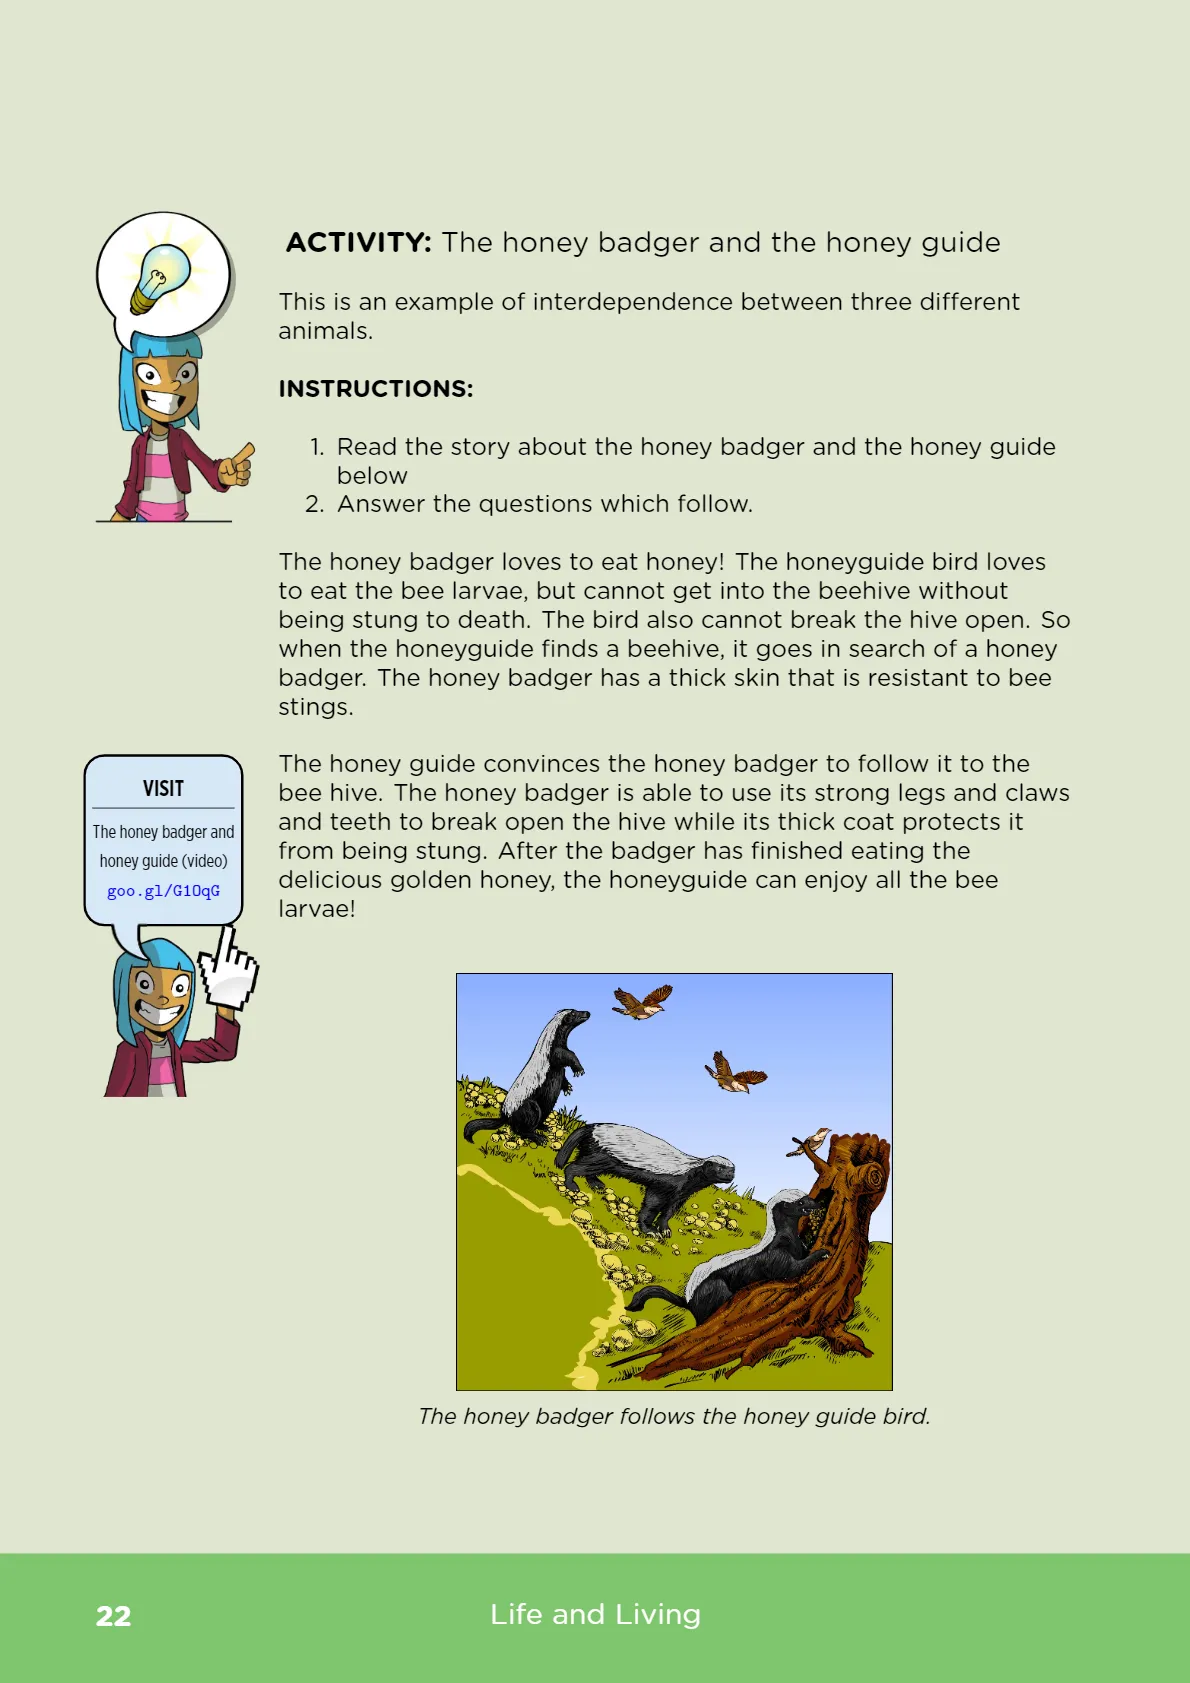 ACTIVITY: The honey badger and the honey guide
This is an example of interdependence between three different
animals.
INSTRUCTIONS:
1. Read the story about the honey badger and the honey guide
below
2. Answer the questions which follow.
The honey badger loves to eat honey! The honeyguide bird loves
to eat the bee larvae, but cannot get into the beehive without
being stung to death. The bird also cannot break the hive open. So
when the honeyguide finds a beehive, it goes in search of a honey
badger. The honey badger has a thick skin that is resistant to bee
stings.
VISIT
The honey badger and
honey guide (video)
goo.gl/G1OqG
The honey guide convinces the honey badger to follow it to the
bee hive. The honey badger is able to use its strong legs and claws
and teeth to break open the hive while its thick coat protects it
from being stung. After the badger has finished eating the
delicious golden honey, the honeyguide can enjoy all the bee
larvae!
The honey badger follows the honey guide bird.
22
Life and Living